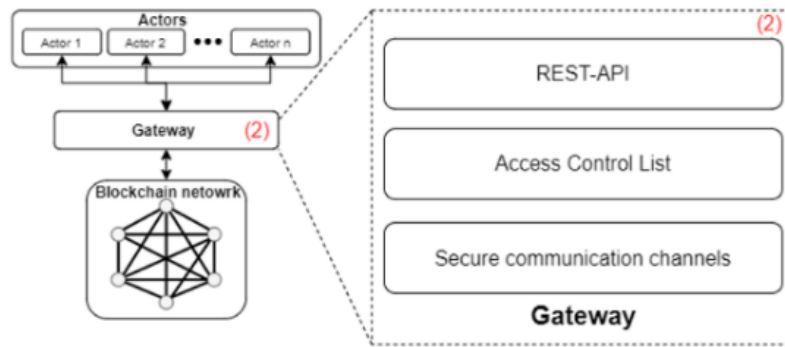 Actors
Actor 1
Actor 2
Actor n
Gateway (2)
Blockchain netowrk
(2)
REST-API
Access Control List
Secure communication channels
Gateway